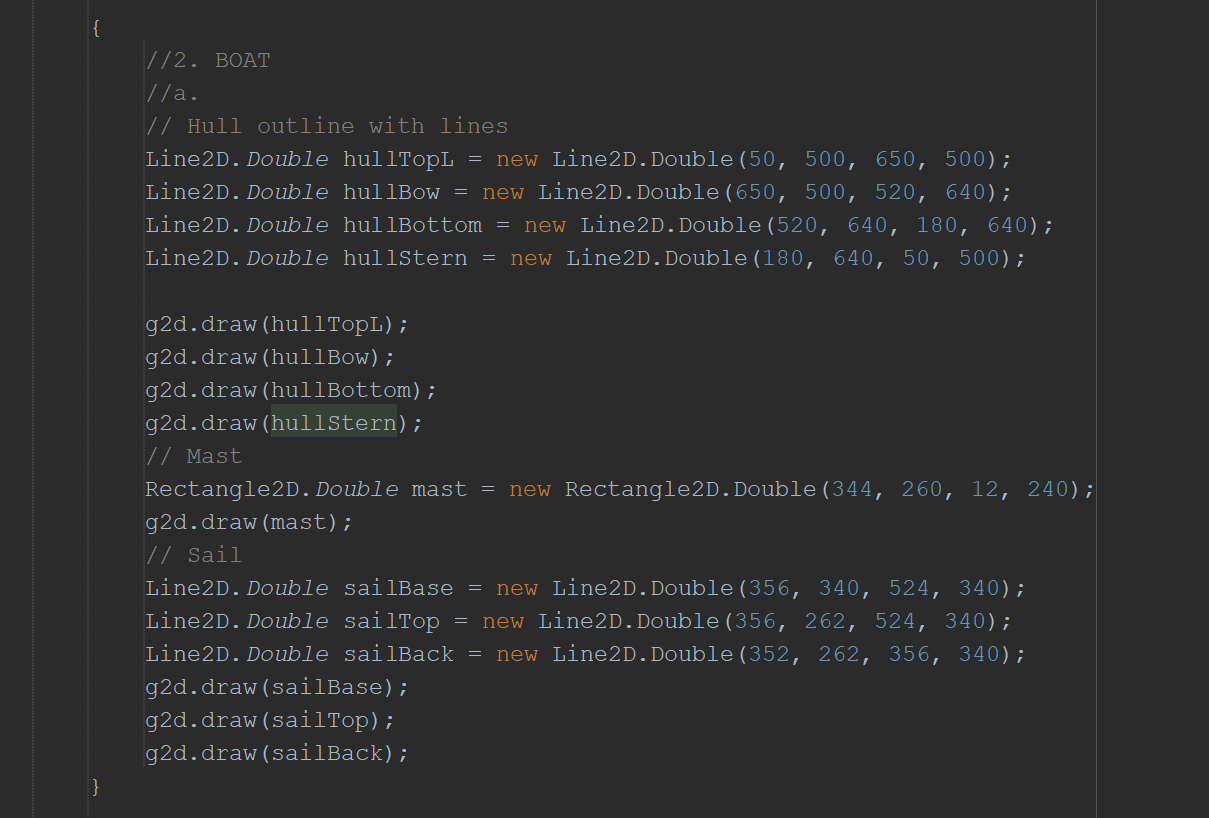 {
//2. BOAT
//a.
// Hull outline with lines
Line2D.Double hullTopL = new Line2D.Double(50, 500, 650, 500);
Line2D.Double hullBow = new Line2D.Double(650, 500, 520, 640);
Line2D.Double hullBottom = new Line2D.Double(520, 640, 180, 640);
Line2D.Double hullStern = new Line2D.Double(180, 640, 50, 500);
g2d.draw(hullTopL);
g2d.draw(hullBow);
g2d.draw(hullBottom);
g2d.draw(hullStern);
// Mast
Rectangle2D.Double mast = new Rectangle2D.Double(344, 260, 12, 240);
g2d.draw(mast);
// Sail
Line2D.Double sailBase = new Line2D.Double(356, 340, 524, 340);
Line2D.Double sailTop = new Line2D.Double(356, 262, 524, 340);
Line2D.Double sailBack = new Line2D.Double(352, 262, 356, 340);
g2d.draw(sailBase);
g2d.draw(sailTop);
g2d.draw(sailBack);
}